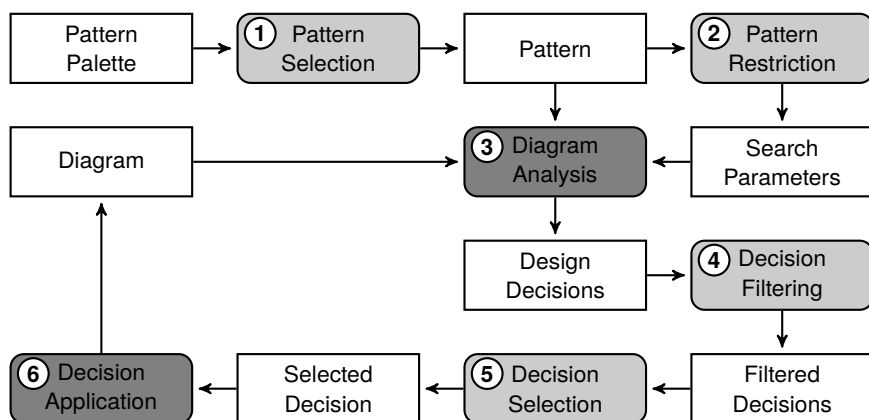 Pattern
Palette
1 Pattern
Selection
Pattern
2 Pattern
Restriction
Diagram
3 Diagram
Analysis
Search
Parameters
Design
Decisions
4 Decision
Filtering
6 Decision
Application
Selected
Decision
5 Decision
Selection
Filtered
Decisions